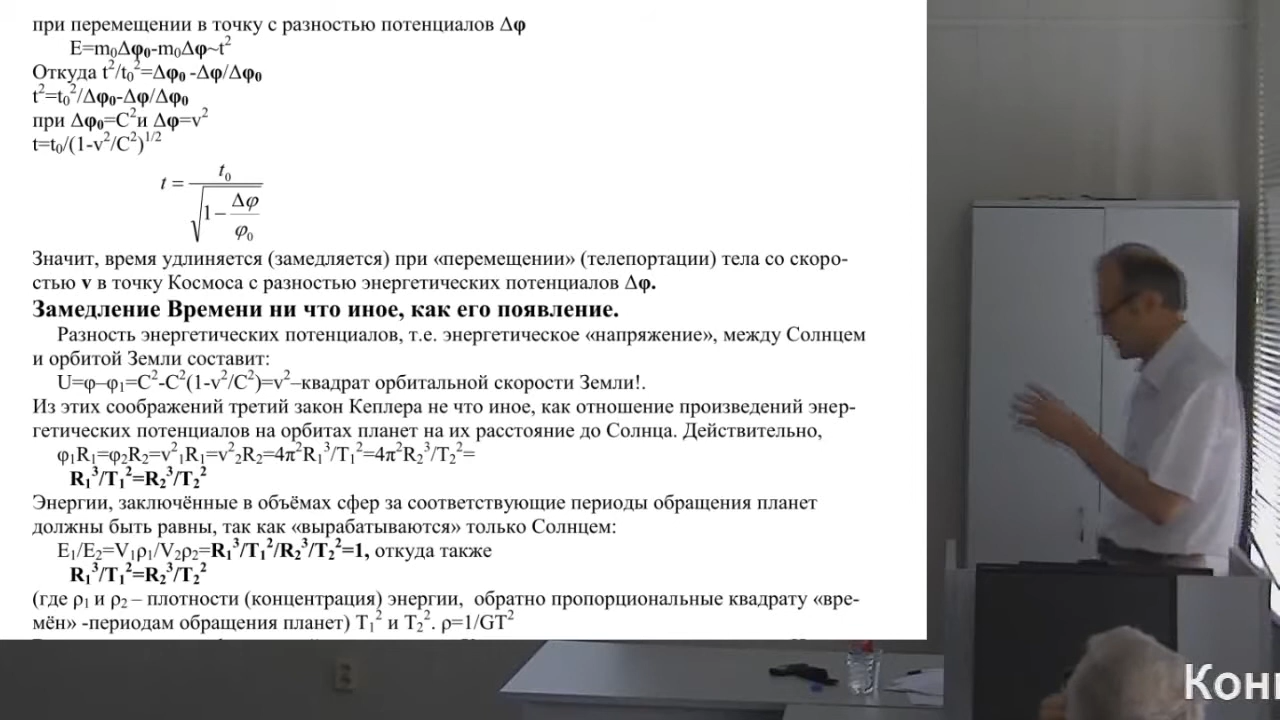 при перемещении в точку с разностью потенциалов Δφ
E=m₀Δφ₀-m₀Δφ~t²
Откуда t²/t₀²=Δφ₀ -Δφ/Δφ₀
t²=t₀²/Δφ₀-Δφ/Δφ₀
при Δφ₀=C²и Δφ=v²
t=t₀/(1-v²/C²)¹/²
t = t₀ / √(1 − Δφ/φ₀)
Значит, время удлиняется (замедляется) при «перемещении» (телепортации) тела со скоро-
стью v в точку Космоса с разностью энергетических потенциалов Δφ.
Замедление Времени ни что иное, как его появление.
Разность энергетических потенциалов, т.е. энергетическое «напряжение», между Солнцем
и орбитой Земли составит:
U=φ–φ₁=C²-C²(1-v²/C²)=v²–квадрат орбитальной скорости Земли!.
Из этих соображений третий закон Кеплера не что иное, как отношение произведений энер-
гетических потенциалов на орбитах планет на их расстояние до Солнца. Действительно,
φ₁R₁=φ₂R₂=v²₁R₁=v²₂R₂=4π²R₁³/T₁²=4π²R₂³/T₂²=
R₁³/T₁²=R₂³/T₂²
Энергии, заключённые в объёмах сфер за соответствующие периоды обращения планет
должны быть равны, так как «вырабатываются» только Солнцем:
E₁/E₂=V₁ρ₁/V₂ρ₂=R₁³/T₁²/R₂³/T₂²=1, откуда также
R₁³/T₁²=R₂³/T₂²
(где ρ₁ и ρ₂ – плотности (концентрация) энергии, обратно пропорциональные квадрату «вре-
мён» -периодам обращения планет) T₁² и T₂². ρ=1/GT²